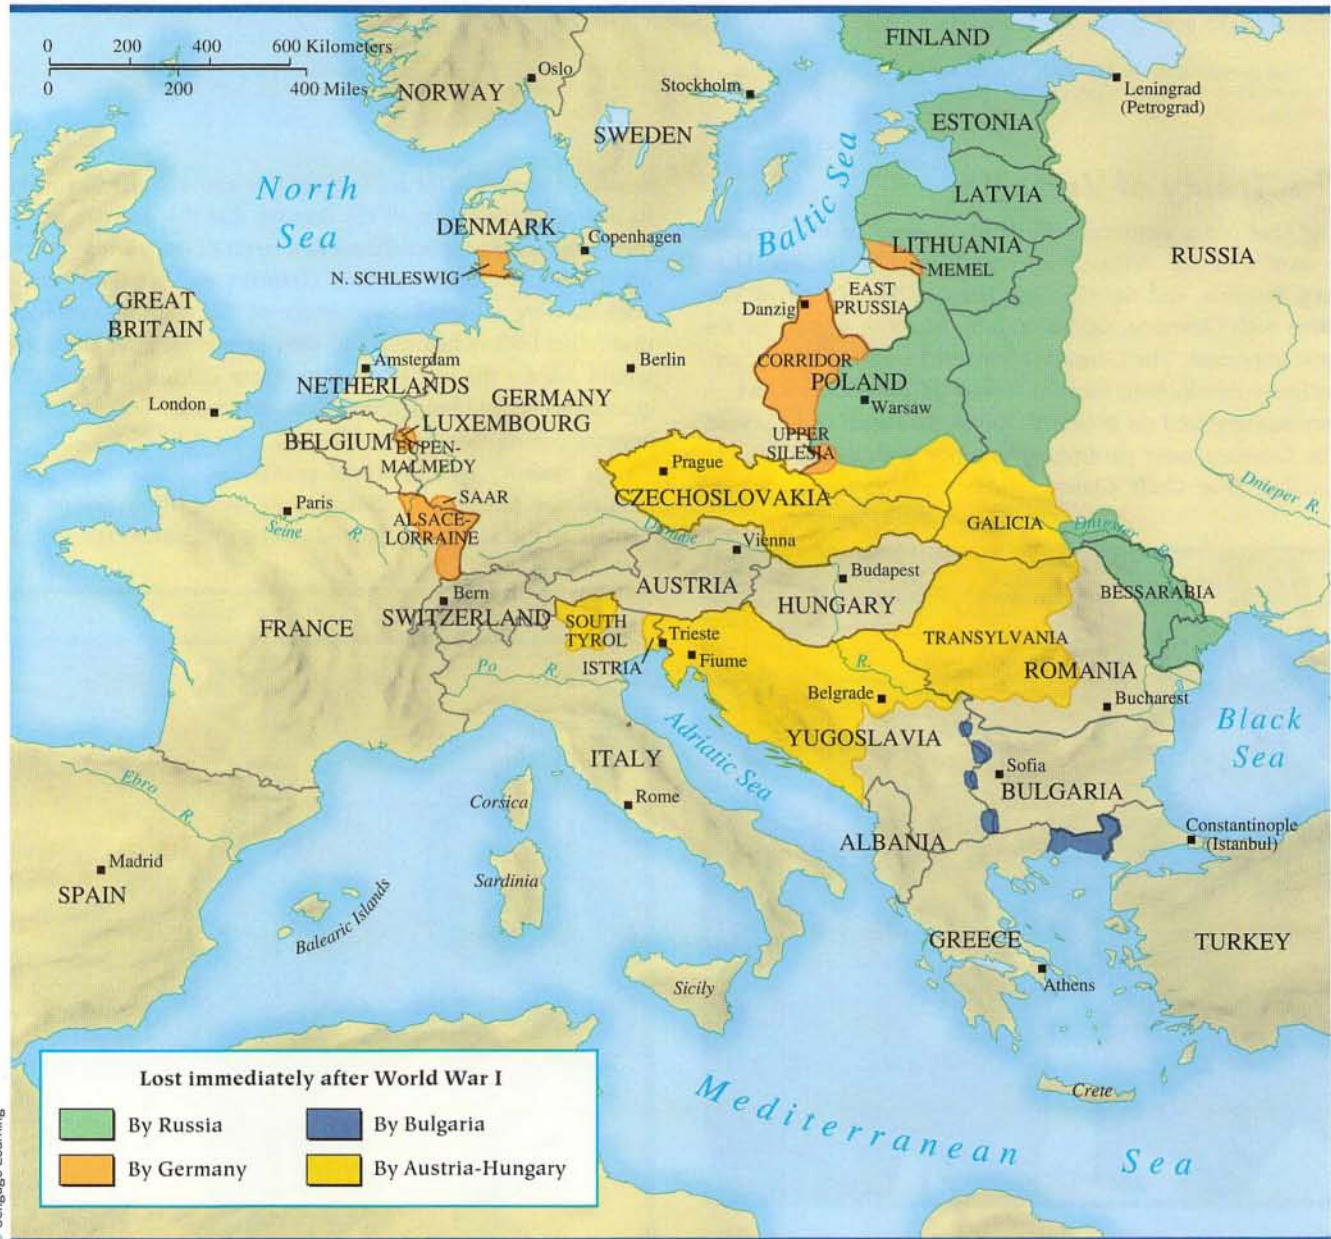 0 200 400 600 Kilometers
0 200 400 Miles
NORWAY
Oslo
Stockholm
SWEDEN
FINLAND
Leningrad
(Petrograd)
ESTONIA
LATVIA
LITHUANIA
MEMEL
RUSSIA
Baltic Sea
North
Sea
DENMARK
Copenhagen
N. SCHLESWIG
EAST
PRUSSIA
Danzig
GREAT
BRITAIN
London
Amsterdam
NETHERLANDS
Berlin
GERMANY
CORRIDOR
POLAND
Warsaw
LUXEMBOURG
BELGIUM
EUPEN-
MALMEDY
UPPER
SILESIA
Prague
CZECHOSLOVAKIA
Dnieper R.
SAAR
Paris
Seine R.
ALSACE-
LORRAINE
GALICIA
Dniester R.
Danube
Vienna
Budapest
AUSTRIA
HUNGARY
BESSARABIA
Bern
SWITZERLAND
FRANCE
SOUTH
TYROL
Trieste
ISTRIA
Fiume
TRANSYLVANIA
ROMANIA
Po R.
R.
Belgrade
Bucharest
Black
Sea
Adriatic Sea
YUGOSLAVIA
ITALY
Rome
Sofia
BULGARIA
Ebro R.
Corsica
Constantinople
(Istanbul)
ALBANIA
Madrid
SPAIN
Balearic Islands
Sardinia
GREECE
TURKEY
Athens
Sicily
Crete
Mediterranean Sea
Lost immediately after World War I
By Russia
By Bulgaria
By Germany
By Austria-Hungary
© Cengage Learning